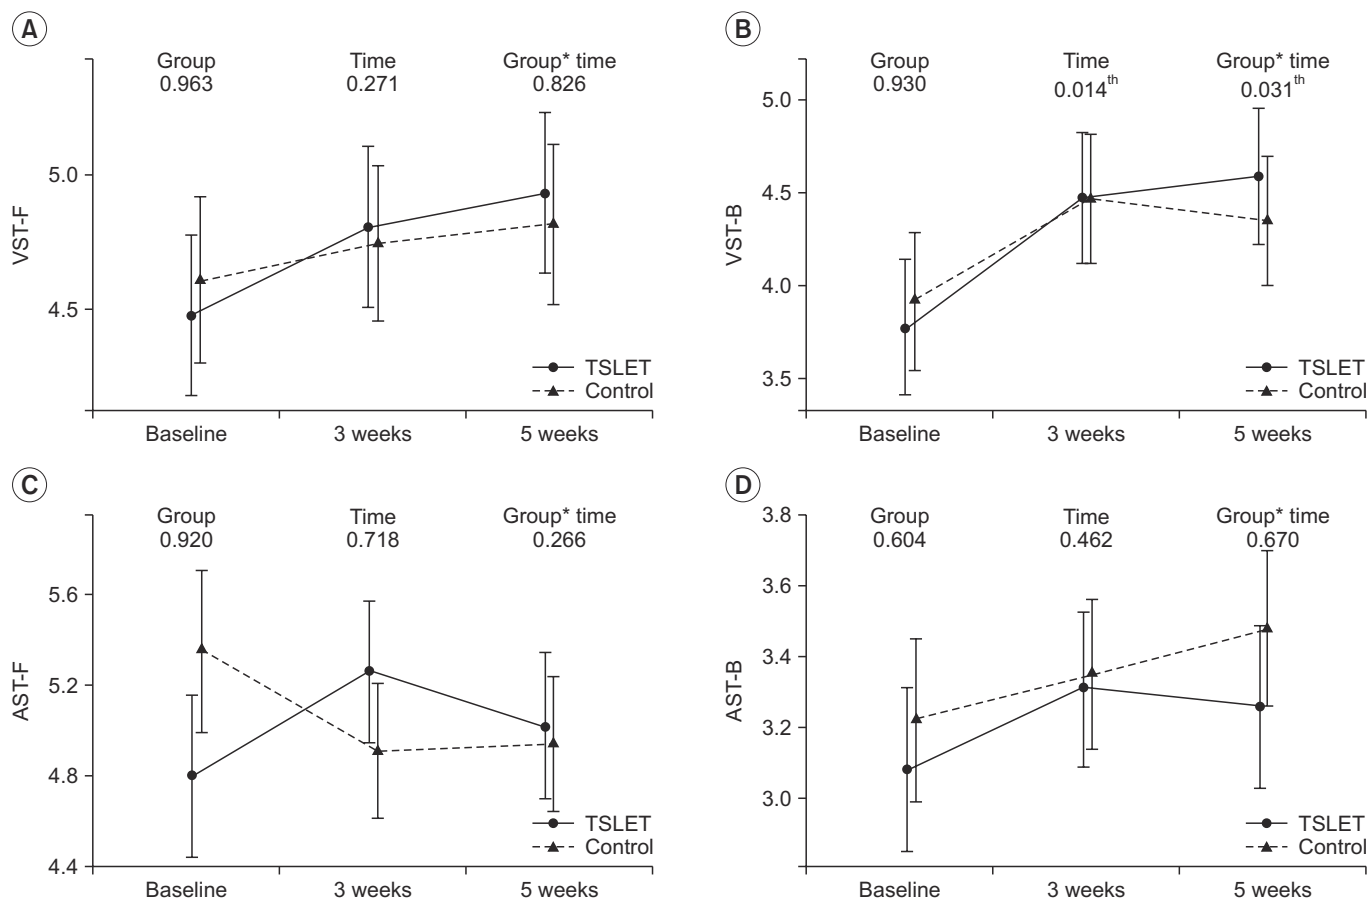 A
Group Time Group* time
0.963 0.271 0.826
VST-F
5.0
4.5
TSLET
Control
Baseline 3 weeks 5 weeks
B
Group Time Group* time
0.930 0.014th 0.031th
VST-B
5.0
4.5
4.0
3.5
TSLET
Control
Baseline 3 weeks 5 weeks
C
Group Time Group* time
0.920 0.718 0.266
AST-F
5.6
5.2
4.8
4.4
TSLET
Control
Baseline 3 weeks 5 weeks
D
Group Time Group* time
0.604 0.462 0.670
AST-B
3.8
3.6
3.4
3.2
3.0
TSLET
Control
Baseline 3 weeks 5 weeks